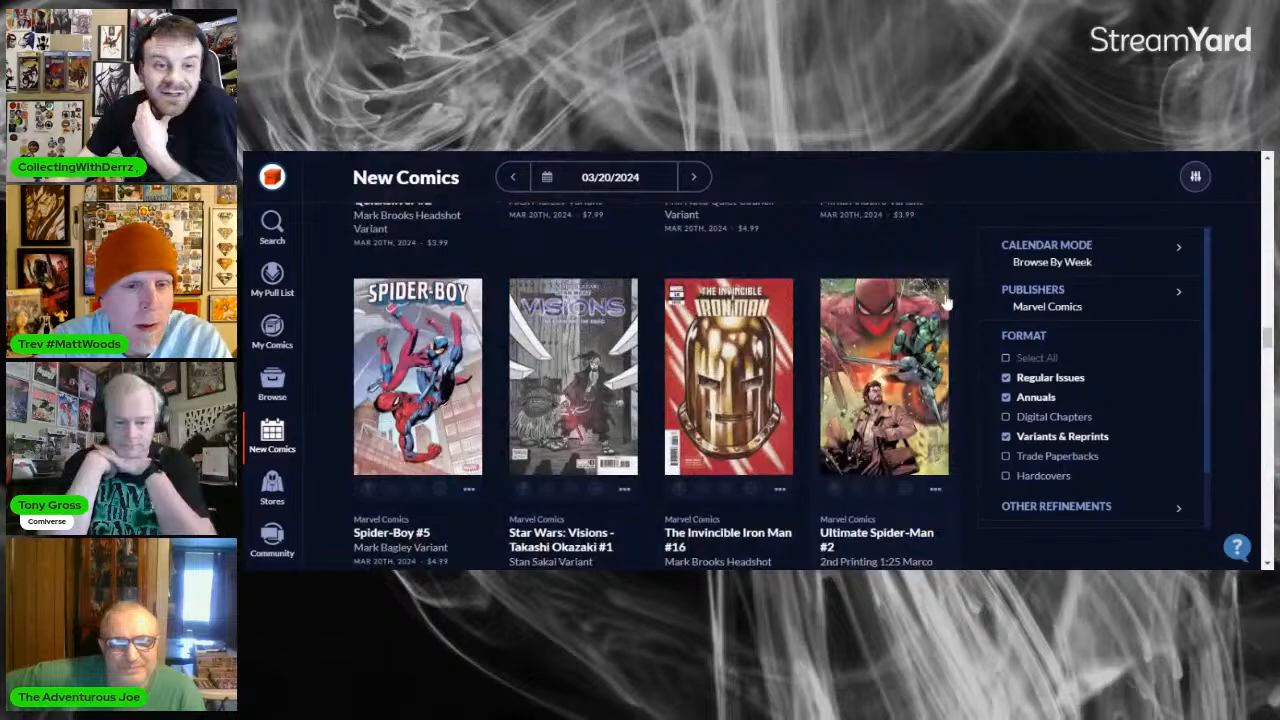 StreamYard
CollectingWithDerrz ,
Trev #MattWoods
Tony Gross
Comiverse
The Adventurous Joe
New Comics
03/20/2024
Search
My Pull List
My Comics
Browse
New Comics
Stores
Community
Mark Brooks Headshot
Variant
MAR 20TH, 2024 · $3.99
MAR 20TH, 2024 · $7.99
Variant
MAR 20TH, 2024 · $4.99
MAR 20TH, 2024 · $3.99
SPIDER-BOY
VISIONS
THE INVINCIBLE
IRON MAN
Marvel Comics
Spider-Boy #5
Mark Bagley Variant
MAR 20TH, 2024 · $4.99
Marvel Comics
Star Wars: Visions -
Takashi Okazaki #1
Stan Sakai Variant
Marvel Comics
The Invincible Iron Man
#16
Mark Brooks Headshot
Marvel Comics
Ultimate Spider-Man
#2
2nd Printing 1:25 Marco
CALENDAR MODE
Browse By Week
PUBLISHERS
Marvel Comics
FORMAT
Select All
Regular Issues
Annuals
Digital Chapters
Variants & Reprints
Trade Paperbacks
Hardcovers
OTHER REFINEMENTS
?